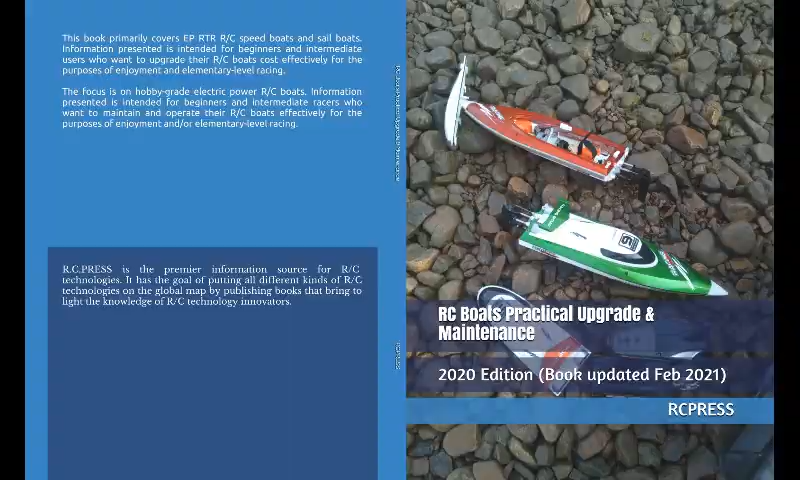 This book primarily covers EP RTR R/C speed boats and sail boats.
Information presented is intended for beginners and intermediate
users who want to upgrade their R/C boats cost effectively for the
purposes of enjoyment and elementary-level racing.
The focus is on hobby-grade electric power R/C boats. Information
presented is intended for beginners and intermediate racers who
want to maintain and operate their R/C boats effectively for the
purposes of enjoyment and/or elementary-level racing.
R.C.PRESS is the premier information source for R/C
technologies. It has the goal of putting all different kinds of R/C
technologies on the global map by publishing books that bring to
light the knowledge of R/C technology innovators.
RC Boats Practical Upgrade &
Maintenance
2020 Edition (Book updated Feb 2021)
RCPRESS